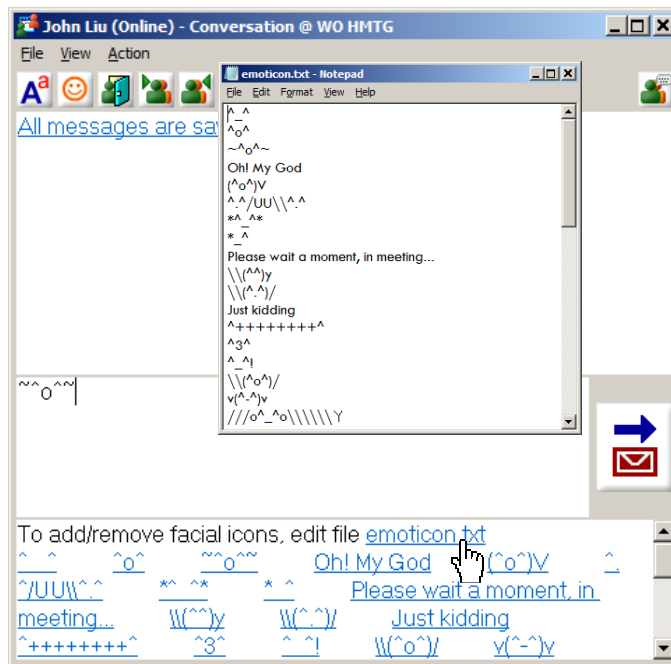 John Liu (Online) - Conversation @ WO HMTG
File View Action
All messages are sa
emoticon.txt - Notepad
File Edit Format View Help
^_^
^o^
~^o^~
Oh! My God
(^o^)V
^.^/UU\\^.^
*^_^*
*_^
Please wait a moment, in meeting...
\\(^^)y
\\(^.^)/
Just kidding
^++++++++^
^3^
^_^!
\\(^o^)/
v(^-^)v
///o^_^o\\\\\\Y
~^o^~
To add/remove facial icons, edit file emoticon.txt
^_^ ^o^ ~^o^~ Oh! My God (^o^)V ^.
^/UU\\^.^ *^_^* *_^ Please wait a moment, in
meeting... \\(^^)y \\(^.^)/ Just kidding
^++++++++^ ^3^ ^_^! \\(^o^)/ v(^-^)v